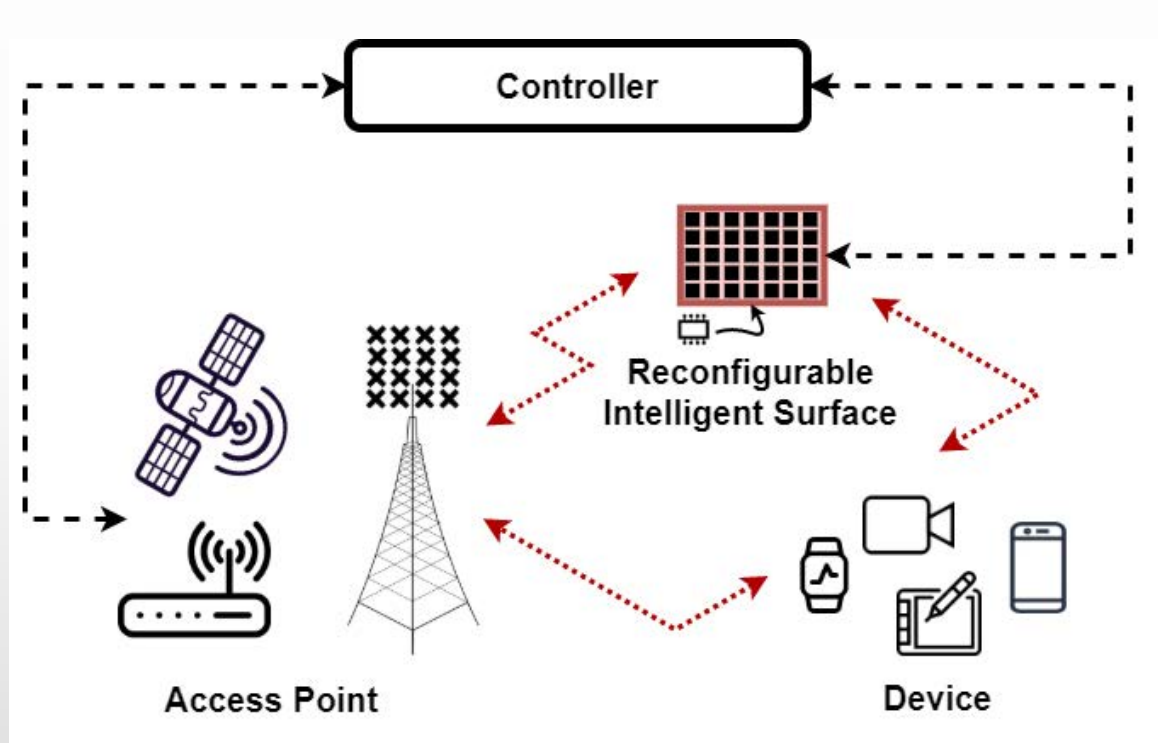 Controller
Reconfigurable
Intelligent Surface
Access Point
Device